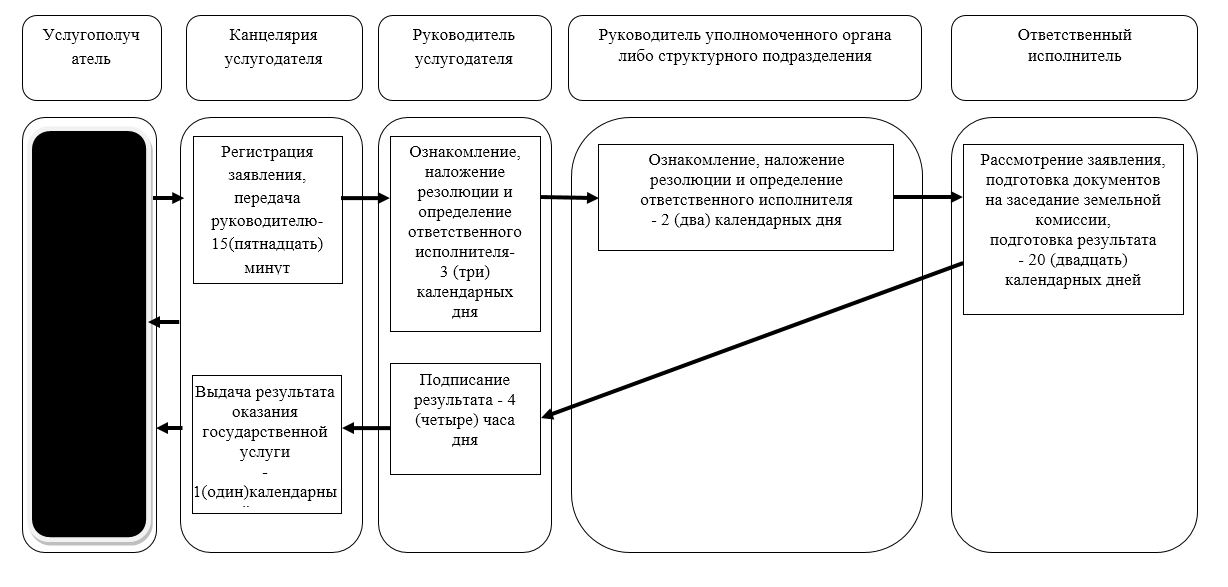 Услугополуч
атель
Канцелярия
услугодателя
Руководитель
услугодателя
Руководитель уполномоченного органа
либо структурного подразделения
Ответственный
исполнитель
Регистрация
заявления,
передача
руководителю-
15(пятнадцать)
минут
Ознакомление,
наложение
резолюции и
определение
ответственного
исполнителя-
3 (три)
календарных
дня
Ознакомление, наложение
резолюции и определение
ответственного исполнителя
- 2 (два) календарных дня
Рассмотрение заявления,
подготовка документов
на заседание земельной
комиссии,
подготовка результата
- 20 (двадцать)
календарных дней
Подписание
результата - 4
(четыре) часа
дня
Выдача результата
оказания
государственной
услуги
-
1(один)календарны